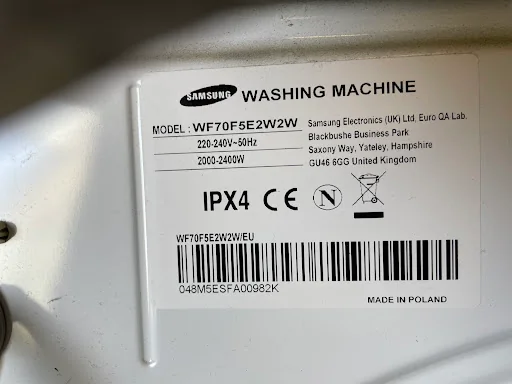 SAMSUNG WASHING MACHINE
MODEL : WF70F5E2W2W
220-240V~50Hz
2000-2400W
Samsung Electronics (UK) Ltd, Euro QA Lab.
Blackbushe Business Park
Saxony Way, Yateley, Hampshire
GU46 6GG United Kingdom
IPX4 CE N
WF70F5E2W2W/EU
048M5ESFA00982K
MADE IN POLAND